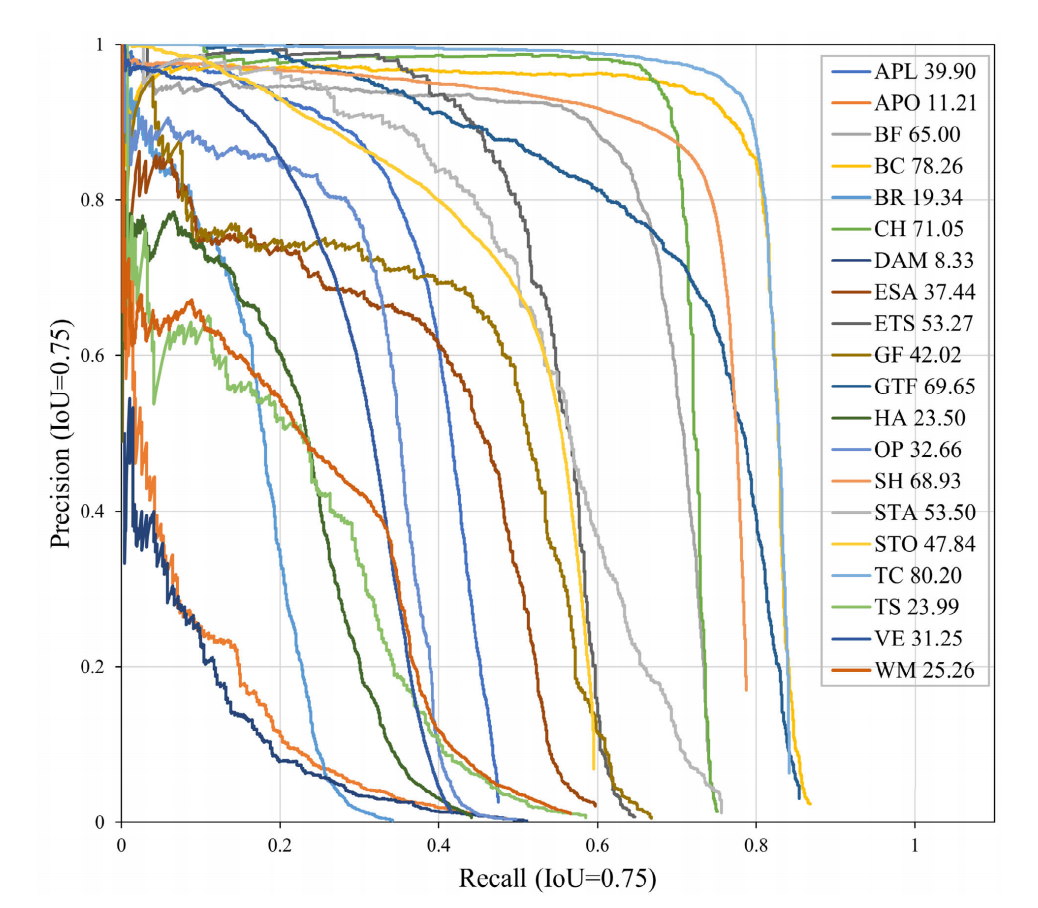 1
0.8
0.6
0.4
0.2
0
Precision (IoU=0.75)
0
0.2
0.4
0.6
0.8
1
Recall (IoU=0.75)
APL 39.90
APO 11.21
BF 65.00
BC 78.26
BR 19.34
CH 71.05
DAM 8.33
ESA 37.44
ETS 53.27
GF 42.02
GTF 69.65
HA 23.50
OP 32.66
SH 68.93
STA 53.50
STO 47.84
TC 80.20
TS 23.99
VE 31.25
WM 25.26